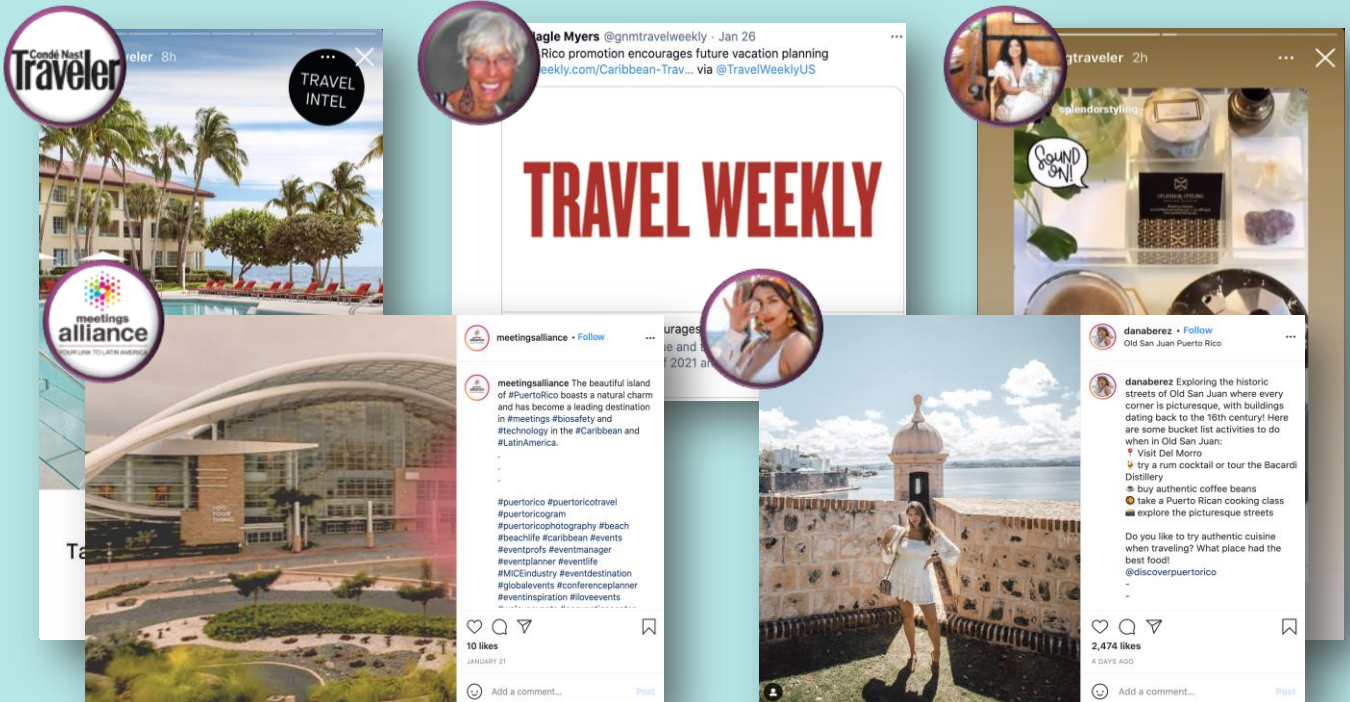 Condé Nast
Traveler
veler 8h
TRAVEL
INTEL
Ta
agle Myers @gnmtravelweekly · Jan 26
Rico promotion encourages future vacation planning
eekly.com/Caribbean-Trav... via @TravelWeeklyUS
TRAVEL WEEKLY
urages
ue and
f 2021 an
gtraveler 2h
splendorstyling
SOUND
ON!
meetings
alliance
YOUR LINK TO LATIN AMERICA
meetingsalliance • Follow
meetingsalliance The beautiful island
of #PuertoRico boasts a natural charm
and has become a leading destination
in #meetings #biosafety and
#technology in the #Caribbean and
#LatinAmerica.
.
.
.
#puertorico #puertoricotravel
#puertoricogram
#puertoricophotography #beach
#beachlife #caribbean #events
#eventprofs #eventmanager
#eventplanner #eventlife
#MICEindustry #eventdestination
#globalevents #conferenceplanner
#eventinspiration #iloveevents
10 likes
JANUARY 21
Add a comment...
Post
danaberez • Follow
Old San Juan Puerto Rico
danaberez Exploring the historic
streets of Old San Juan where every
corner is picturesque, with buildings
dating back to the 16th century! Here
are some bucket list activities to do
when in Old San Juan:
📍 Visit Del Morro
🍹 try a rum cocktail or tour the Bacardi
Distillery
☕ buy authentic coffee beans
🥘 take a Puerto Rican cooking class
📸 explore the picturesque streets
Do you like to try authentic cuisine
when traveling? What place had the
best food!
@discoverpuertorico
-
-
2,474 likes
4 DAYS AGO
Add a comment...
Post